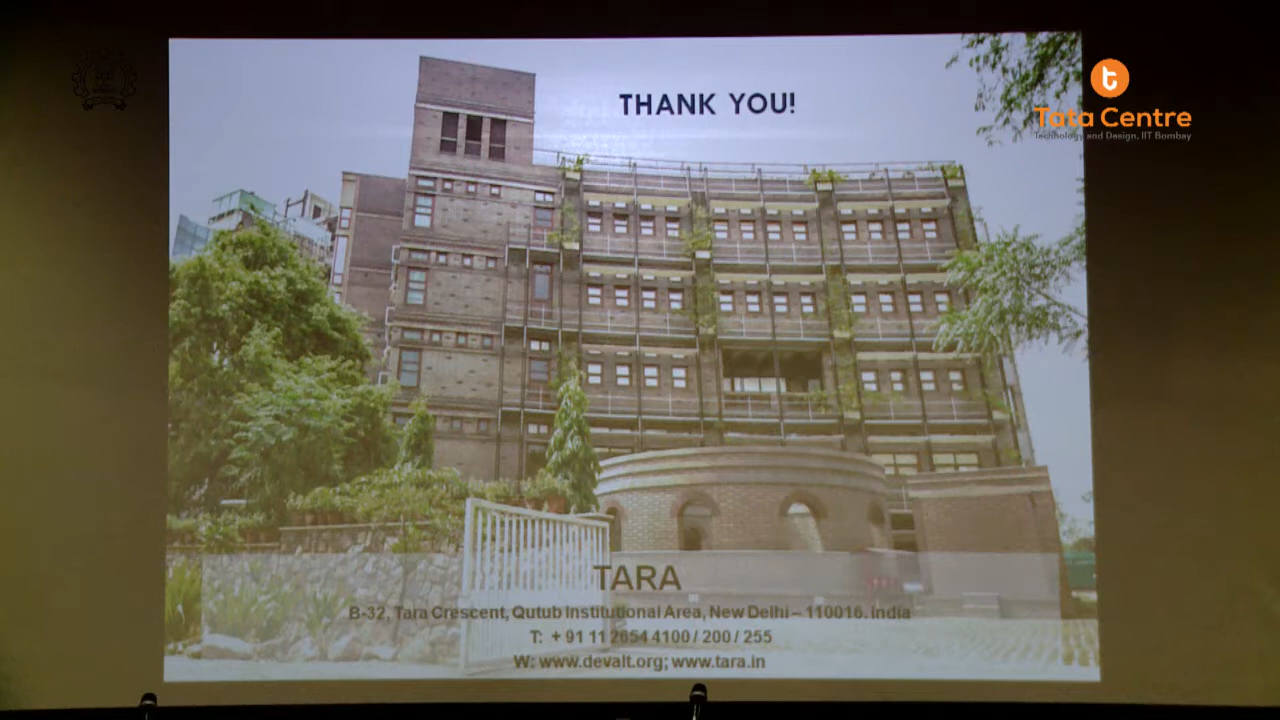 THANK YOU!
t
Tata Centre
Technology and Design, IIT Bombay
TARA
B-32, Tara Crescent, Qutub Institutional Area, New Delhi – 110016. India
T: + 91 11 2654 4100 / 200 / 255
W: www.devalt.org; www.tara.in